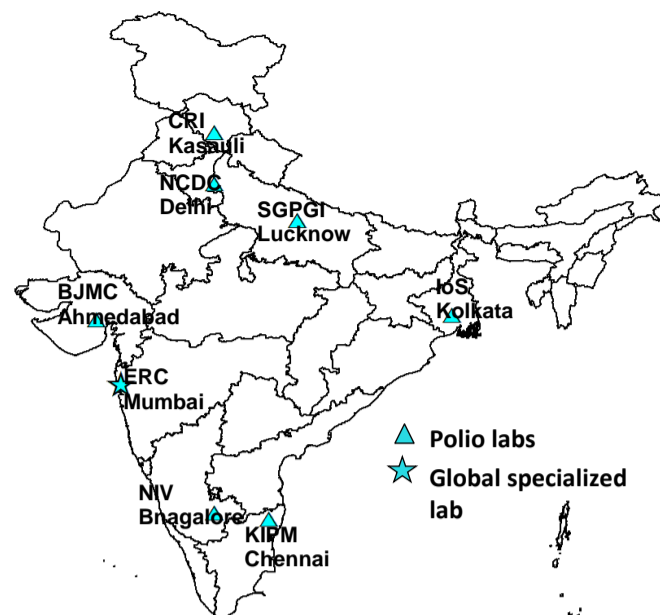 CRI
Kasauli
NCDC
Delhi
SGPGI
Lucknow
BJMC
Ahmedabad
IoS
Kolkata
ERC
Mumbai
Polio labs
Global specialized
lab
NIV
Bnagalore
KIPM
Chennai